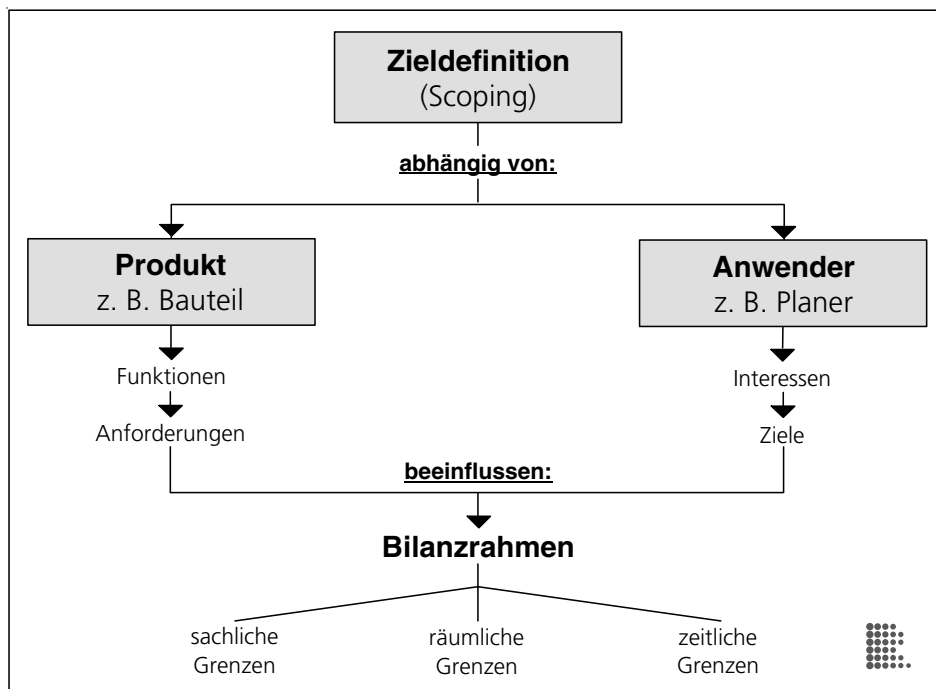 Zieldefinition
(Scoping)
abhängig von:
Produkt
z. B. Bauteil
Anwender
z. B. Planer
Funktionen
Interessen
Anforderungen
Ziele
beeinflussen:
Bilanzrahmen
sachliche
Grenzen
räumliche
Grenzen
zeitliche
Grenzen